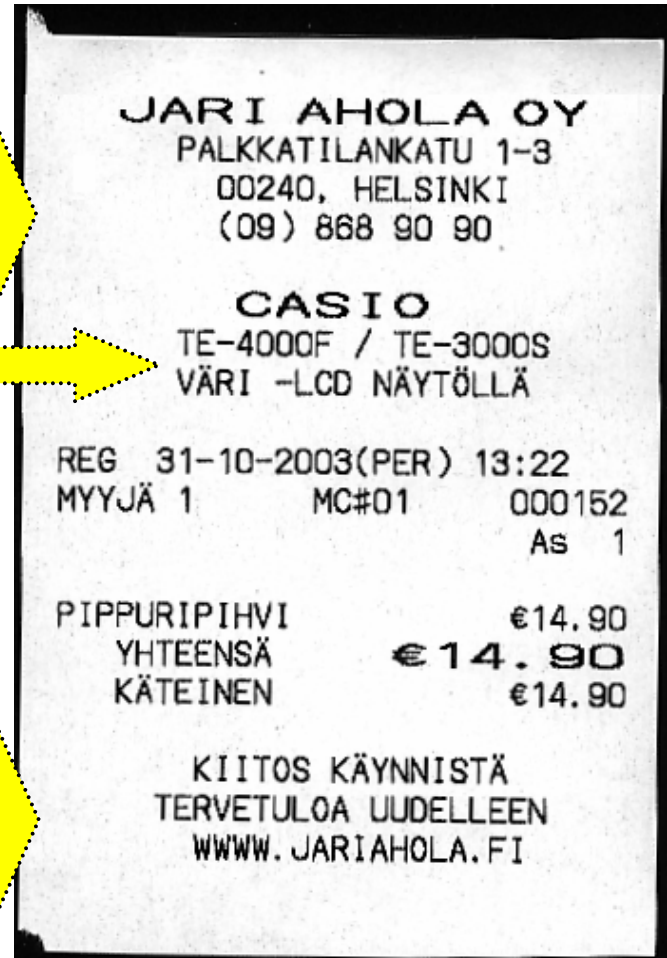 JARI AHOLA OY
PALKKATILANKATU 1-3
00240, HELSINKI
(09) 868 90 90
CASIO
TE-4000F / TE-3000S
VÄRI -LCD NÄYTÖLLÄ
REG 31-10-2003(PER) 13:22
MYYJÄ 1 MC#01 000152
As 1
PIPPURIPIHVI €14.90
YHTEENSÄ €14.90
KÄTEINEN €14.90
KIITOS KÄYNNISTÄ
TERVETULOA UUDELLEEN
WWWW.JARIAHOLA.FI